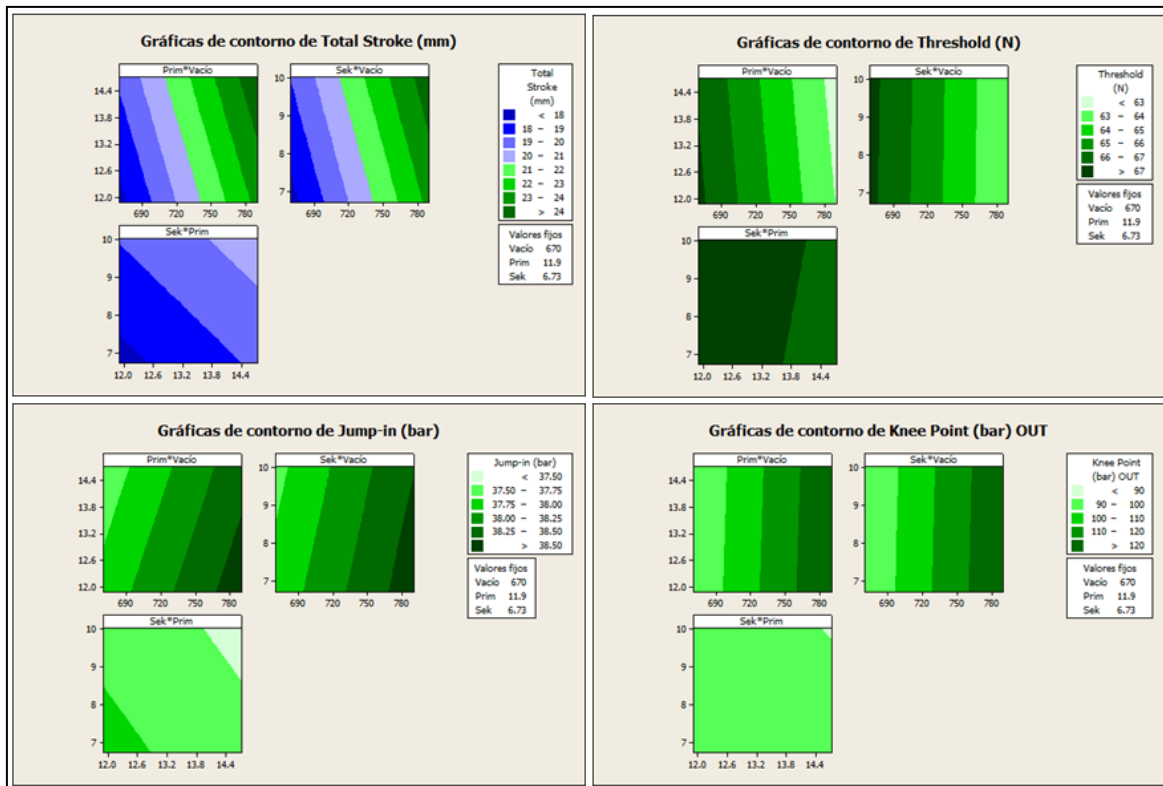 Gráficas de contorno de Total Stroke (mm)
Prim*Vacío
Sek*Vacío
14.4
13.8
13.2
12.6
12.0
690 720 750 780
10
9
8
7
690 720 750 780
Sek*Prim
10
9
8
7
12.0 12.6 13.2 13.8 14.4
Total
Stroke
(mm)
< 18
18 – 19
19 – 20
20 – 21
21 – 22
22 – 23
23 – 24
> 24
Valores fijos
Vacío 670
Prim 11.9
Sek 6.73
Gráficas de contorno de Threshold (N)
Prim*Vacío
Sek*Vacío
14.4
13.8
13.2
12.6
12.0
690 720 750 780
10
9
8
7
690 720 750 780
Sek*Prim
10
9
8
7
12.0 12.6 13.2 13.8 14.4
Threshold
(N)
< 63
63 – 64
64 – 65
65 – 66
66 – 67
> 67
Valores fijos
Vacío 670
Prim 11.9
Sek 6.73
Gráficas de contorno de Jump-in (bar)
Prim*Vacío
Sek*Vacío
14.4
13.8
13.2
12.6
12.0
690 720 750 780
10
9
8
7
690 720 750 780
Sek*Prim
10
9
8
7
12.0 12.6 13.2 13.8 14.4
Jump-in (bar)
< 37.50
37.50 – 37.75
37.75 – 38.00
38.00 – 38.25
38.25 – 38.50
> 38.50
Valores fijos
Vacío 670
Prim 11.9
Sek 6.73
Gráficas de contorno de Knee Point (bar) OUT
Prim*Vacío
Sek*Vacío
14.4
13.8
13.2
12.6
12.0
690 720 750 780
10
9
8
7
690 720 750 780
Sek*Prim
10
9
8
7
12.0 12.6 13.2 13.8 14.4
Knee Point
(bar) OUT
< 90
90 – 100
100 – 110
110 – 120
> 120
Valores fijos
Vacío 670
Prim 11.9
Sek 6.73